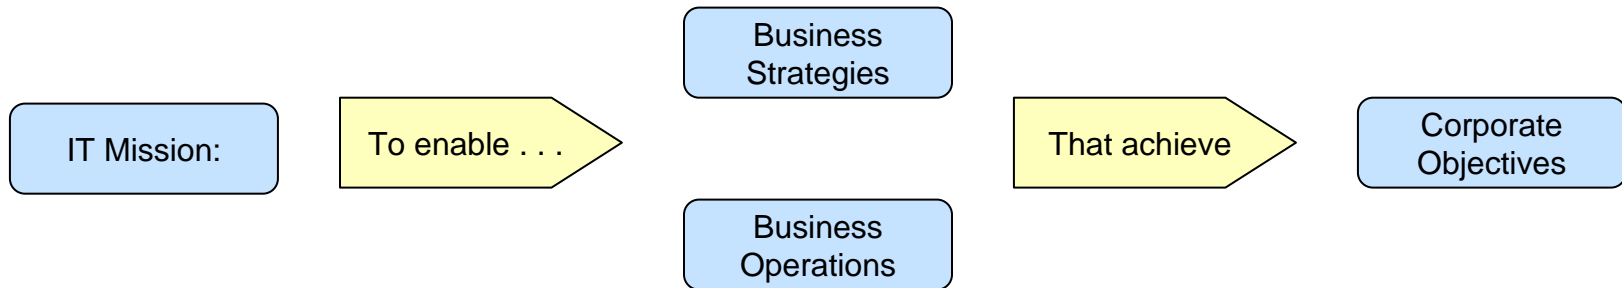 IT Mission:
To enable . . .
Business
Strategies
Business
Operations
That achieve
Corporate
Objectives